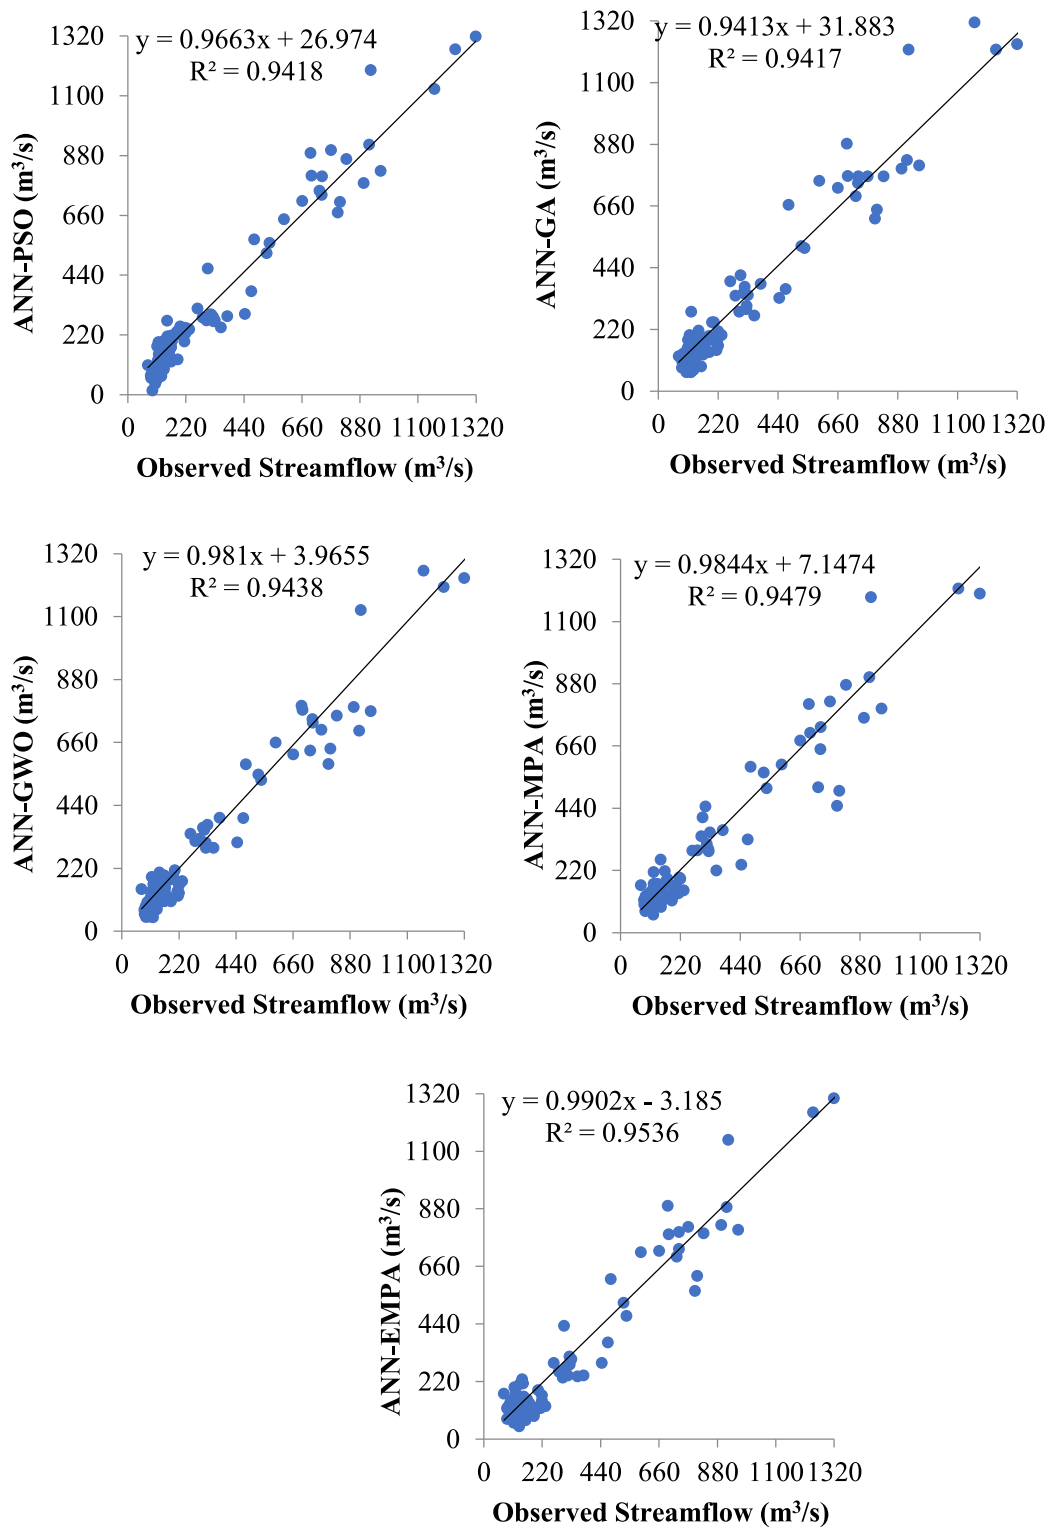 y = 0.9663x + 26.974
R² = 0.9418
1320
1100
880
660
440
220
0
ANN-PSO (m³/s)
0 220 440 660 880 1100 1320
Observed Streamflow (m³/s)
y = 0.9413x + 31.883
R² = 0.9417
1320
1100
880
660
440
220
0
ANN-GA (m³/s)
0 220 440 660 880 1100 1320
Observed Streamflow (m³/s)
y = 0.981x + 3.9655
R² = 0.9438
1320
1100
880
660
440
220
0
ANN-GWO (m³/s)
0 220 440 660 880 1100 1320
Observed Streamflow (m³/s)
y = 0.9844x + 7.1474
R² = 0.9479
1320
1100
880
660
440
220
0
ANN-MPA (m³/s)
0 220 440 660 880 1100 1320
Observed Streamflow (m³/s)
y = 0.9902x - 3.185
R² = 0.9536
1320
1100
880
660
440
220
0
ANN-EMPA (m³/s)
0 220 440 660 880 1100 1320
Observed Streamflow (m³/s)